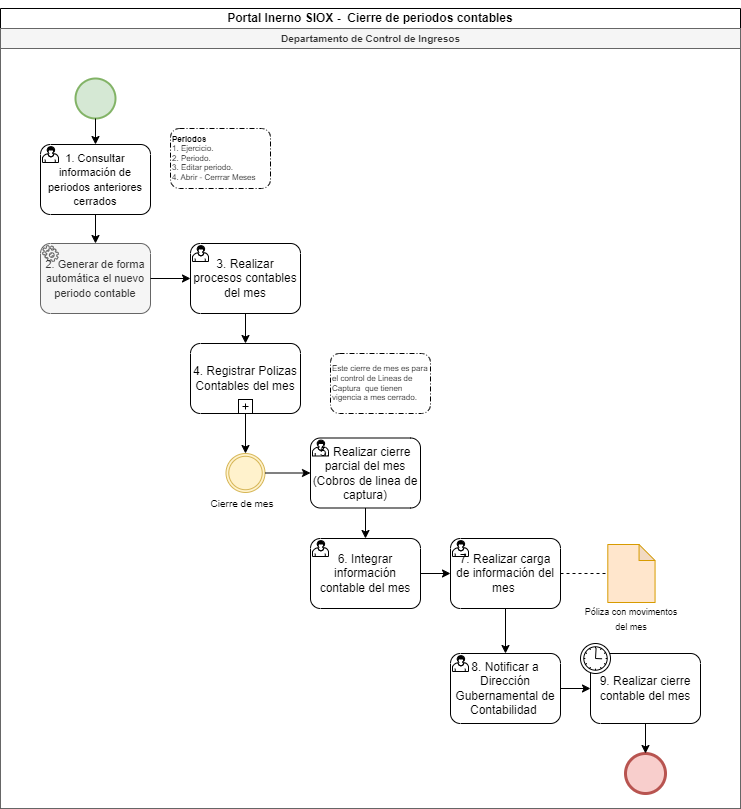 Portal Inerno SIOX - Cierre de periodos contables
Departamento de Control de Ingresos
1. Consultar
información de
periodos anteriores
cerrados
Periodos
1. Ejercicio.
2. Periodo.
3. Editar periodo.
4. Abrir - Cerrrar Meses
2. Generar de forma
automática el nuevo
periodo contable
3. Realizar
procesos contables
del mes
4. Registrar Polizas
Contables del mes
Este cierre de mes es para
el control de Lineas de
Captura que tienen
vigencia a mes cerrado.
Cierre de mes
Realizar cierre
parcial del mes
(Cobros de linea de
captura)
6. Integrar
información
contable del mes
7. Realizar carga
de información del
mes
Póliza con movimentos
del mes
8. Notificar a
Dirección
Gubernamental de
Contabilidad
9. Realizar cierre
contable del mes